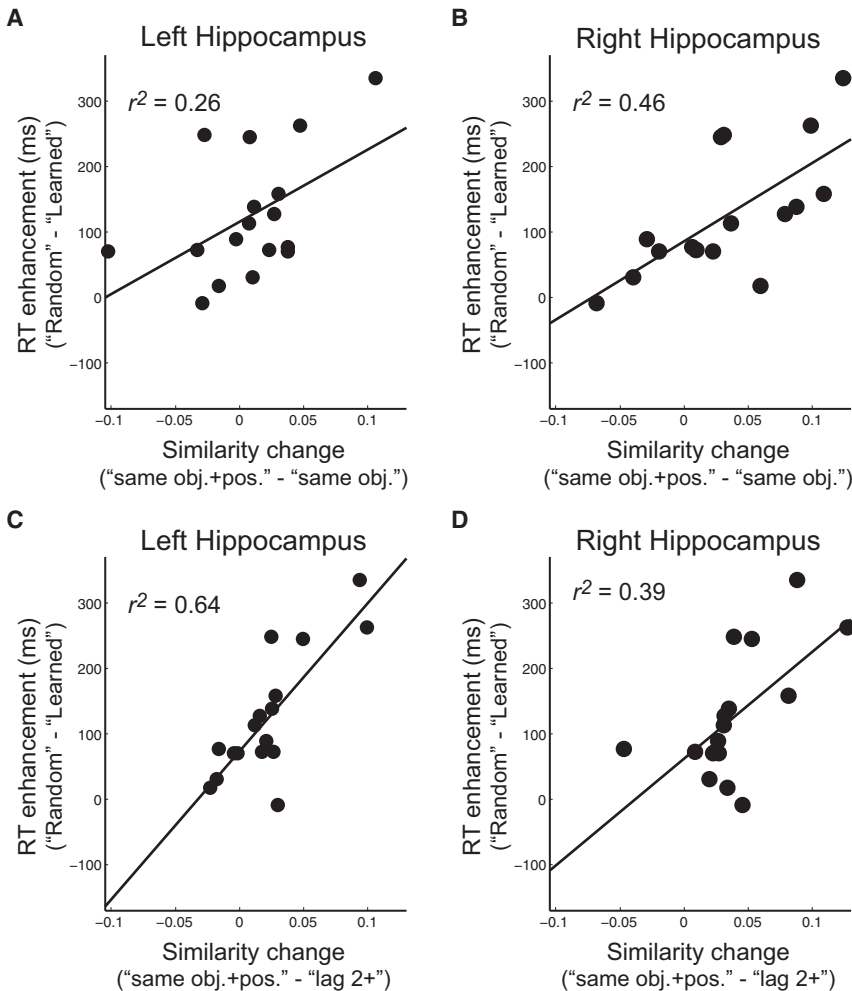 A
Left Hippocampus
r² = 0.26
RT enhancement (ms)
(“Random” - “Learned”)
300
200
100
0
−100
−0.1
−0.05
0
0.05
0.1
Similarity change
(“same obj.+pos.” - “same obj.”)
B
Right Hippocampus
r² = 0.46
RT enhancement (ms)
(“Random” - “Learned”)
300
200
100
0
−100
−0.1
−0.05
0
0.05
0.1
Similarity change
(“same obj.+pos.” - “same obj.”)
C
Left Hippocampus
r² = 0.64
RT enhancement (ms)
(“Random” - “Learned”)
300
200
100
0
−100
−0.1
−0.05
0
0.05
0.1
Similarity change
(“same obj.+pos.” - “lag 2+”)
D
Right Hippocampus
r² = 0.39
RT enhancement (ms)
(“Random” - “Learned”)
300
200
100
0
−100
−0.1
−0.05
0
0.05
0.1
Similarity change
(“same obj.+pos.” - “lag 2+”)